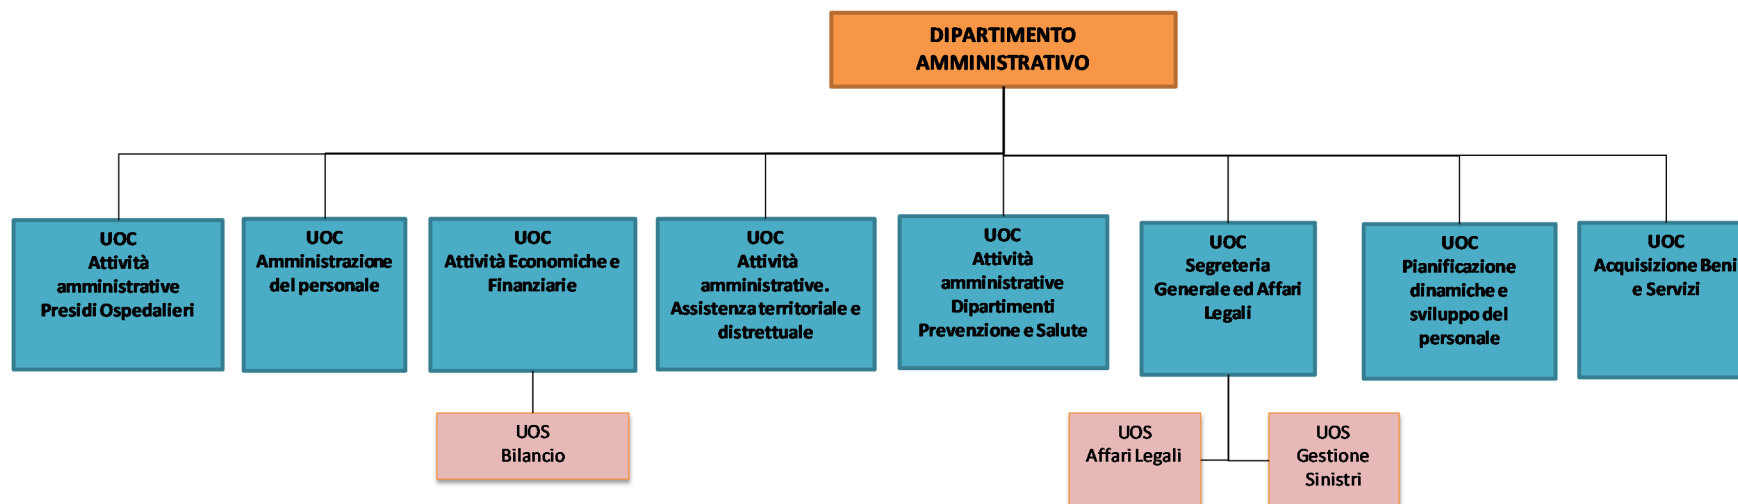 DIPARTIMENTO
AMMINISTRATIVO
UOC
Attività
amministrative
Presidi Ospedalieri
UOC
Amministrazione
del personale
UOC
Attività Economiche e
Finanziarie
UOC
Attività
amministrative.
Assistenza territoriale e
distrettuale
UOC
Attività
amministrative
Dipartimenti
Prevenzione e Salute
UOC
Segreteria
Generale ed Affari
Legali
UOC
Pianificazione
dinamiche e
sviluppo del
personale
UOC
Acquisizione Beni
e Servizi
UOS
Bilancio
UOS
Affari Legali
UOS
Gestione
Sinistri